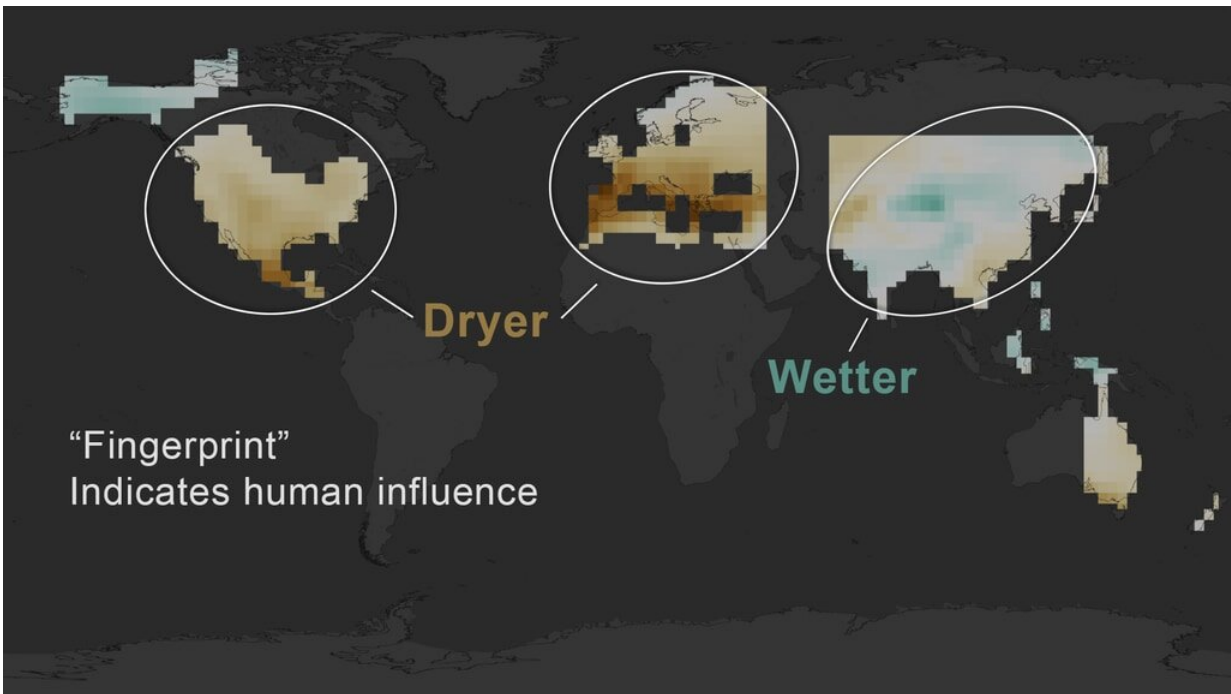 Dryer
Wetter
“Fingerprint”
Indicates human influence